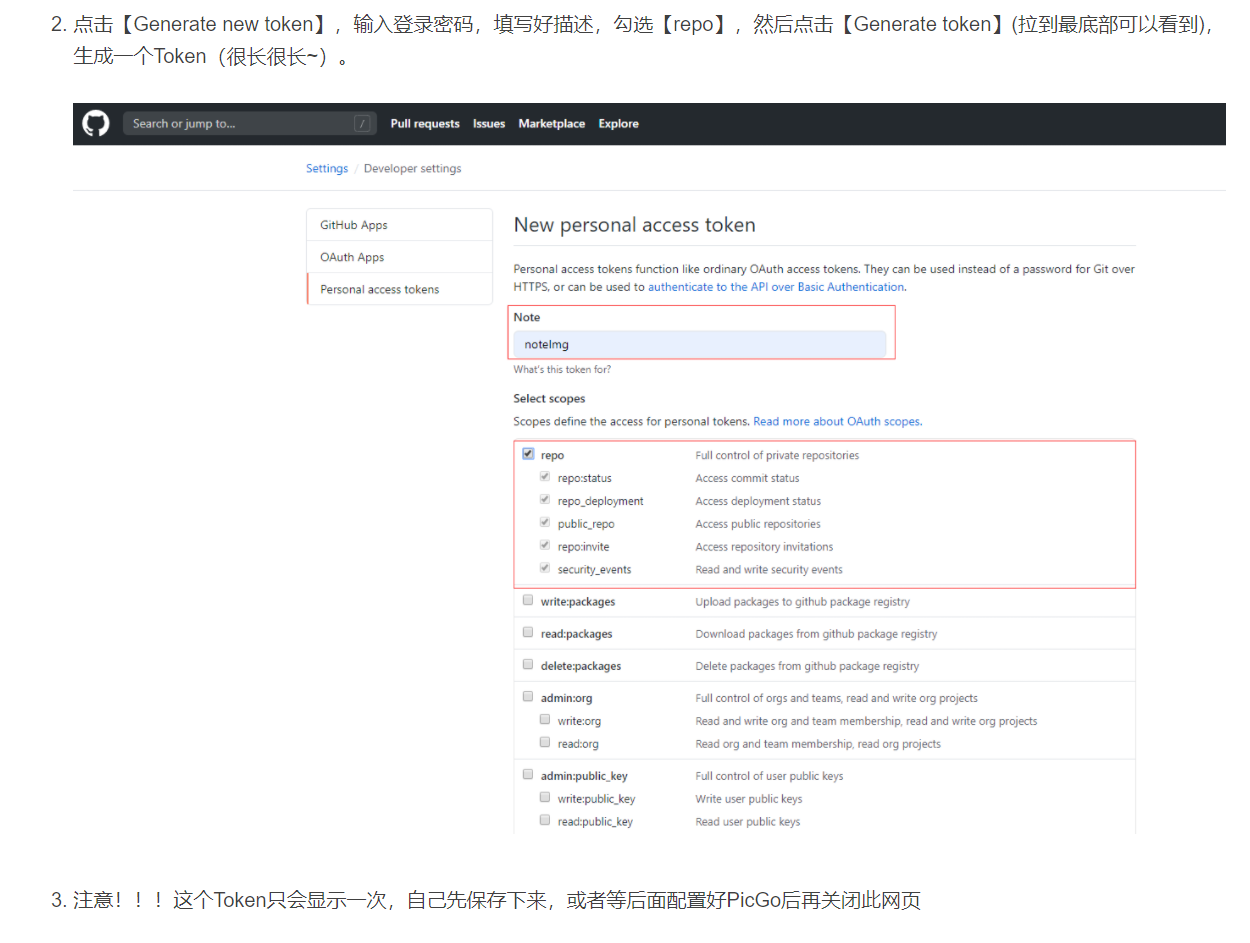 2. 点击【Generate new token】，输入登录密码，填写好描述，勾选【repo】，然后点击【Generate token】(拉到最底部可以看到)，
生成一个Token（很长很长~）。
Search or jump to... /
Pull requests Issues Marketplace Explore
Settings / Developer settings
GitHub Apps
OAuth Apps
Personal access tokens
New personal access token
Personal access tokens function like ordinary OAuth access tokens. They can be used instead of a password for Git over
HTTPS, or can be used to authenticate to the API over Basic Authentication.
Note
noteImg
What's this token for?
Select scopes
Scopes define the access for personal tokens. Read more about OAuth scopes.
repo Full control of private repositories
repo:status Access commit status
repo_deployment Access deployment status
public_repo Access public repositories
repo:invite Access repository invitations
security_events Read and write security events
write:packages Upload packages to github package registry
read:packages Download packages from github package registry
delete:packages Delete packages from github package registry
admin:org Full control of orgs and teams, read and write org projects
write:org Read and write org and team membership, read and write org projects
read:org Read org and team membership, read org projects
admin:public_key Full control of user public keys
write:public_key Write user public keys
read:public_key Read user public keys
3. 注意！！！这个Token只会显示一次，自己先保存下来，或者等后面配置好PicGo后再关闭此网页